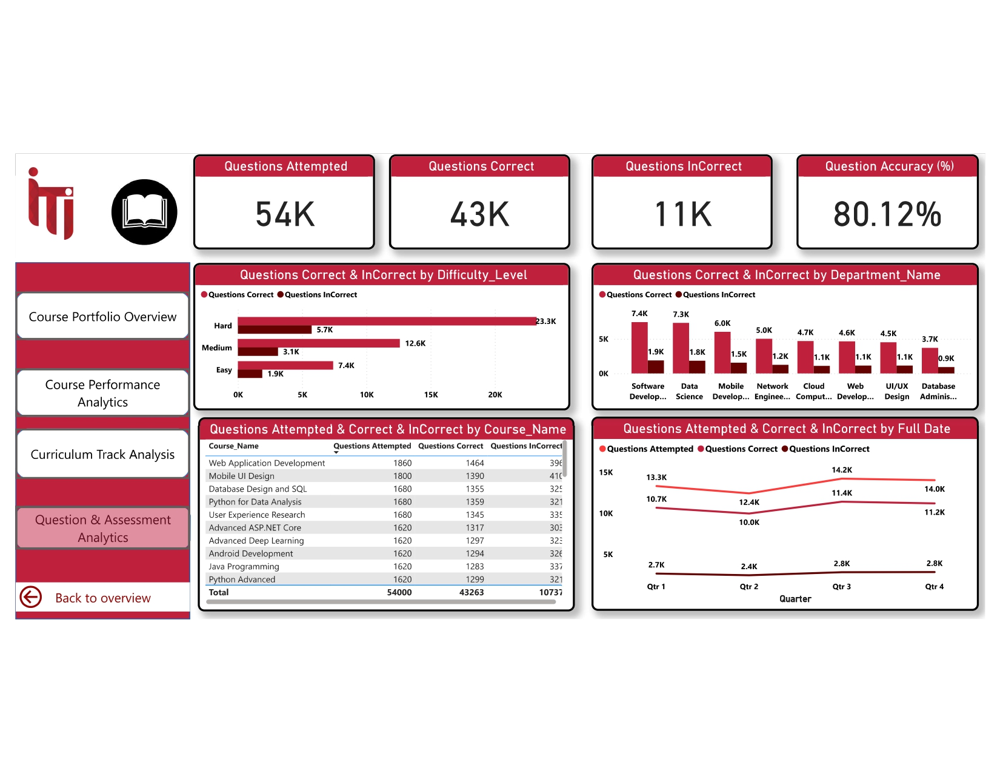 iTi
Questions Attempted
54K
Questions Correct
43K
Questions InCorrect
11K
Question Accuracy (%)
80.12%
Course Portfolio Overview
Course Performance
Analytics
Curriculum Track Analysis
Question & Assessment
Analytics
Back to overview
Questions Correct & InCorrect by Difficulty_Level
Questions Correct Questions InCorrect
Hard 23.3K
5.7K
Medium 12.6K
3.1K
Easy 7.4K
1.9K
0K 5K 10K 15K 20K
Questions Correct & InCorrect by Department_Name
Questions Correct Questions InCorrect
7.4K 7.3K 6.0K 5.0K 4.7K 4.6K 4.5K 3.7K
5K
1.9K 1.8K 1.5K 1.2K 1.1K 1.1K 1.1K 0.9K
0K
Software Data Mobile Network Cloud Web UI/UX Database
Develop... Science Develop... Enginee... Comput... Develop... Design Adminis...
Questions Attempted & Correct & InCorrect by Course_Name
Course_Name Questions Attempted Questions Correct Questions InCorrect
Web Application Development 1860 1464 396
Mobile UI Design 1800 1390 410
Database Design and SQL 1680 1355 325
Python for Data Analysis 1680 1359 321
User Experience Research 1680 1345 335
Advanced ASP.NET Core 1620 1317 303
Advanced Deep Learning 1620 1297 323
Android Development 1620 1294 326
Java Programming 1620 1283 337
Python Advanced 1620 1299 321
Total 54000 43263 10737
Questions Attempted & Correct & InCorrect by Full Date
Questions Attempted Questions Correct Questions InCorrect
15K
13.3K 12.4K 14.2K 14.0K
10.7K 10.0K 11.4K 11.2K
10K
5K
2.7K 2.4K 2.8K 2.8K
Qtr 1 Qtr 2 Qtr 3 Qtr 4
Quarter